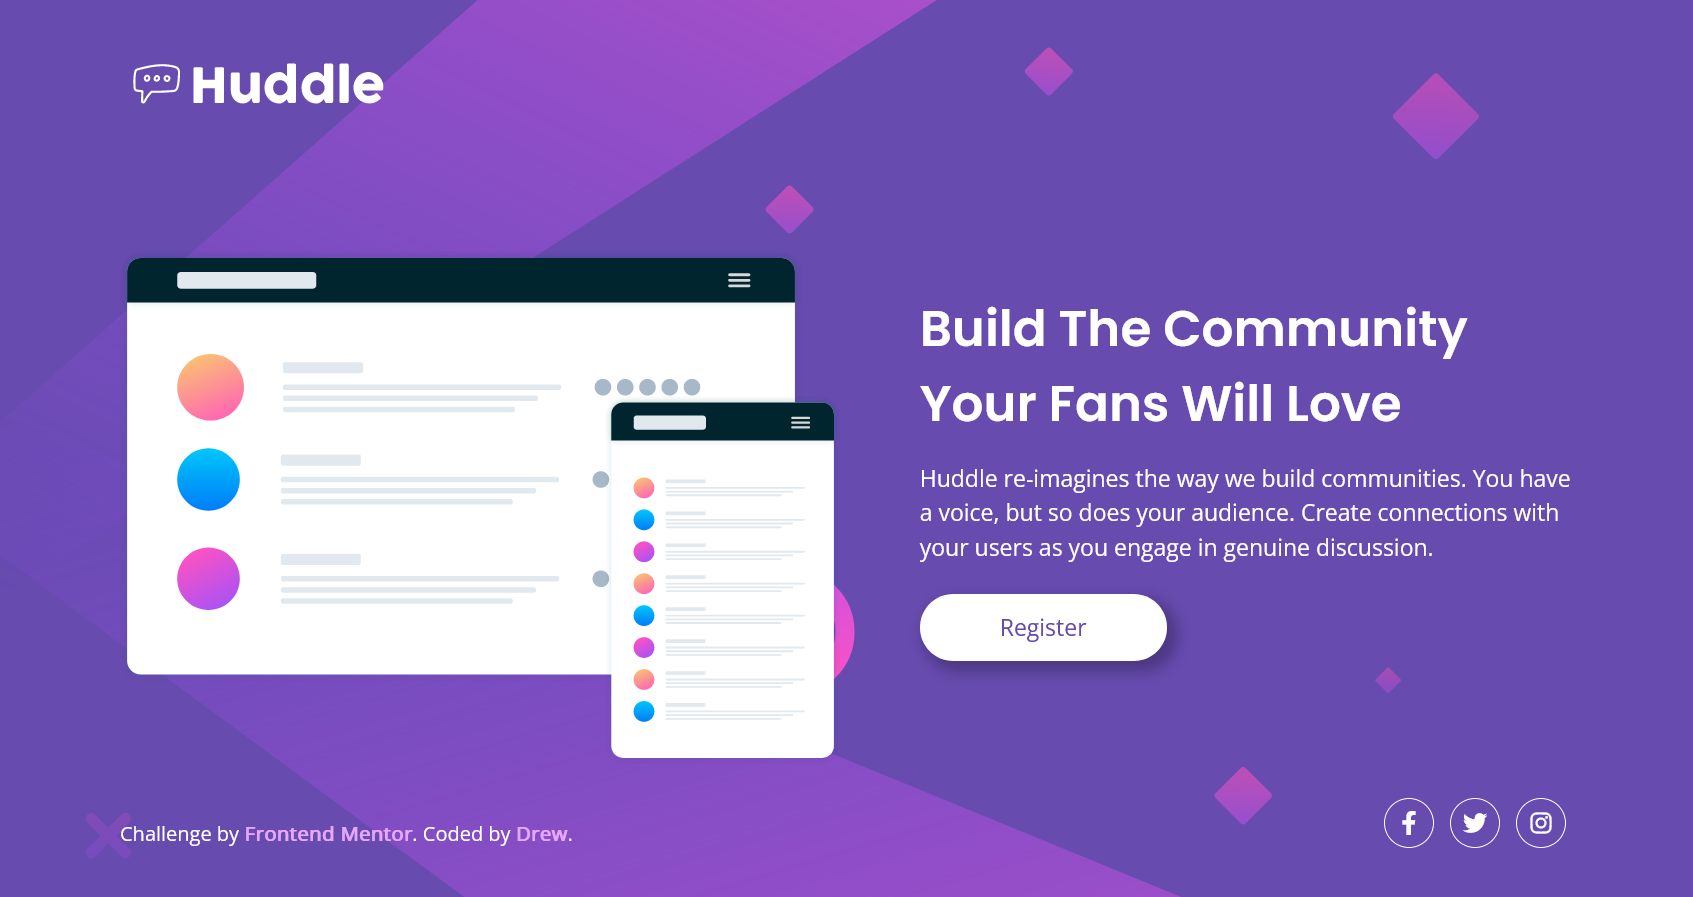 Huddle
Build The Community
Your Fans Will Love
Huddle re-imagines the way we build communities. You have
a voice, but so does your audience. Create connections with
your users as you engage in genuine discussion.
Register
Challenge by Frontend Mentor. Coded by Drew.